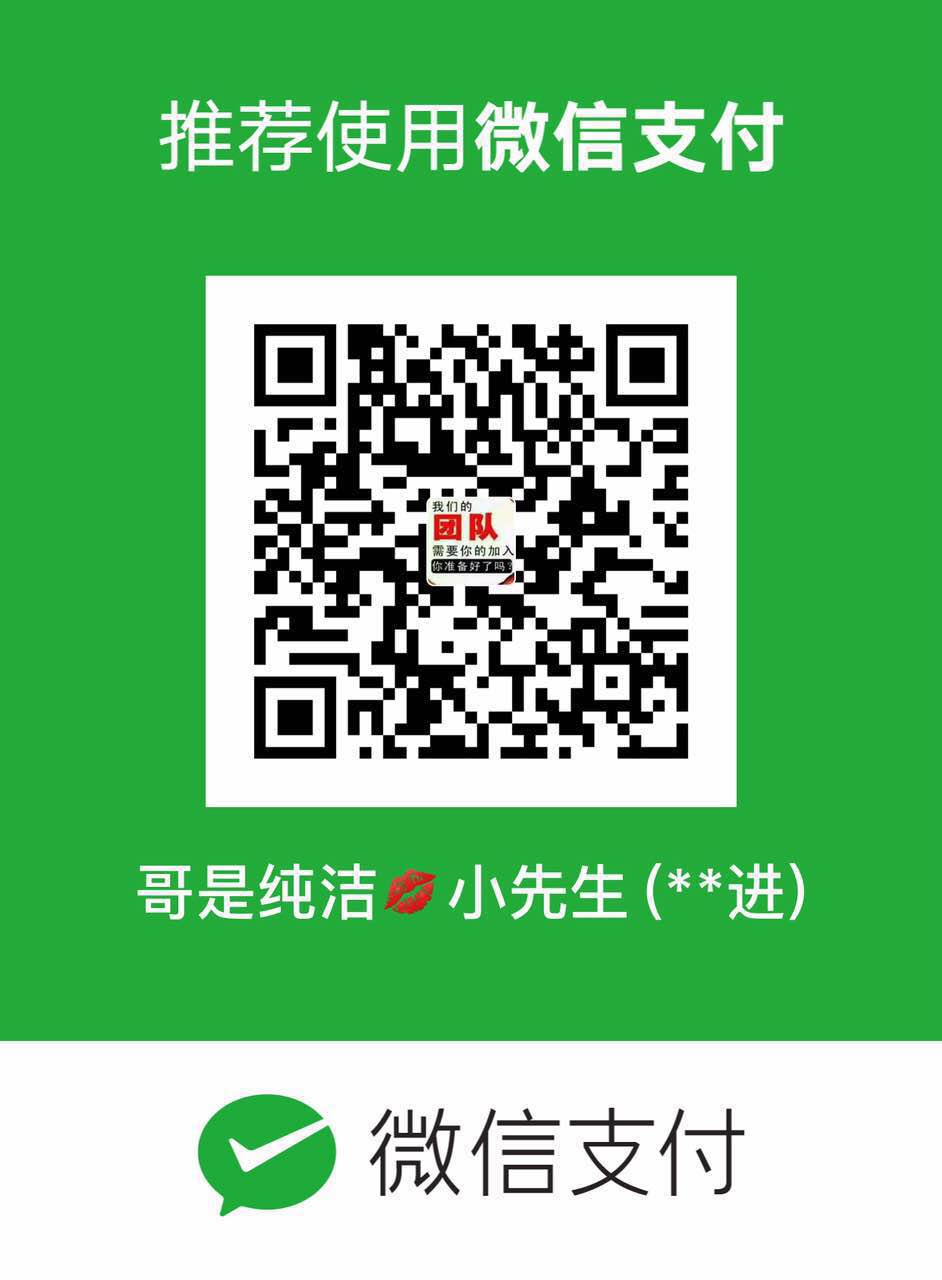 推荐使用微信支付
我们的
团队
需要你的加入
你准备好了吗?
哥是纯洁💋小先生(**进)
微信支付